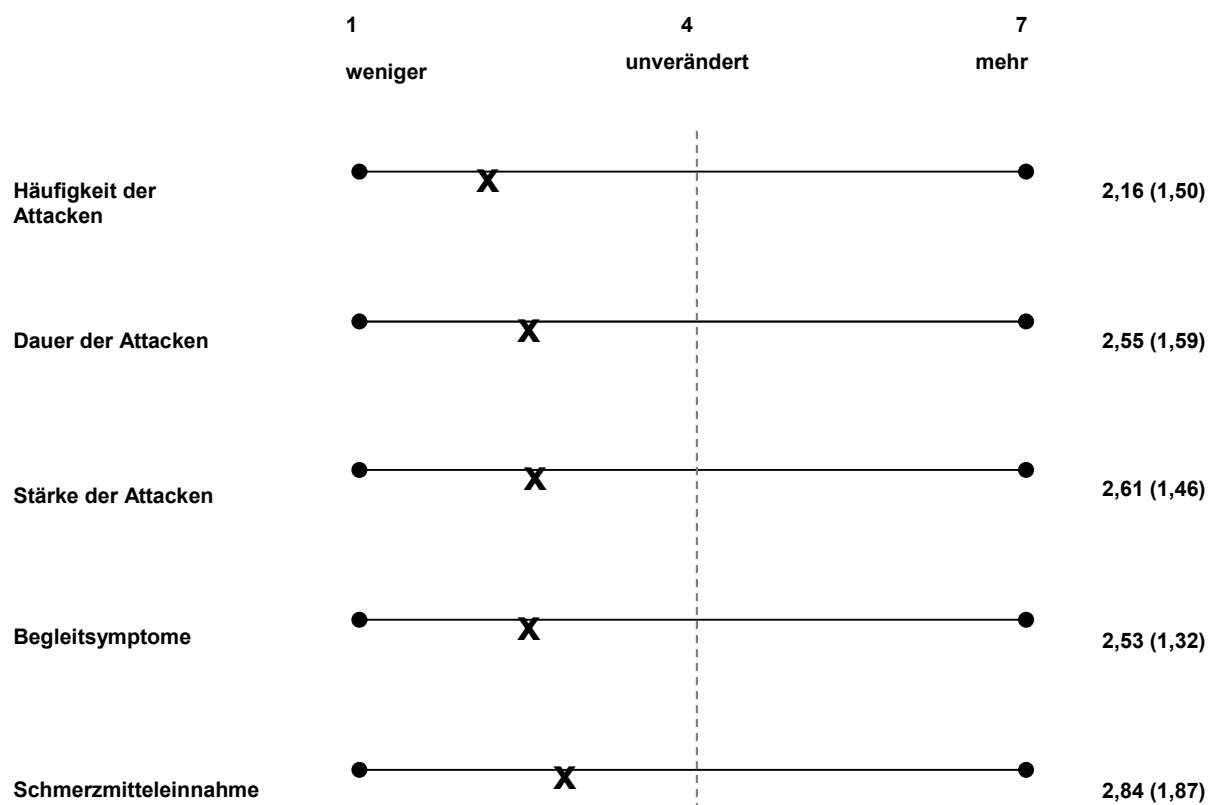 1 4 7
weniger unverändert mehr
Häufigkeit der
Attacken
x
2,16 (1,50)
Dauer der Attacken
x
2,55 (1,59)
Stärke der Attacken
x
2,61 (1,46)
Begleitsymptome
x
2,53 (1,32)
Schmerzmitteleinnahme
x
2,84 (1,87)